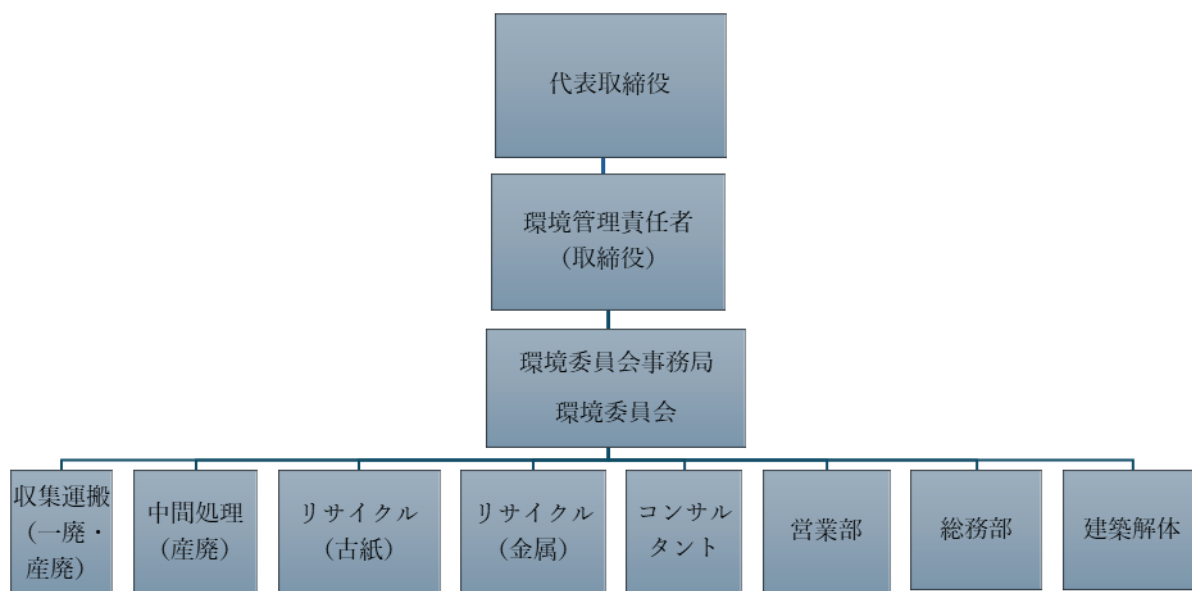 代表取締役
環境管理責任者
（取締役）
環境委員会事務局
環境委員会
収集運搬
（一廃・
産廃）
中間処理
（産廃）
リサイクル
（古紙）
リサイクル
（金属）
コンサル
タント
営業部
総務部
建築解体